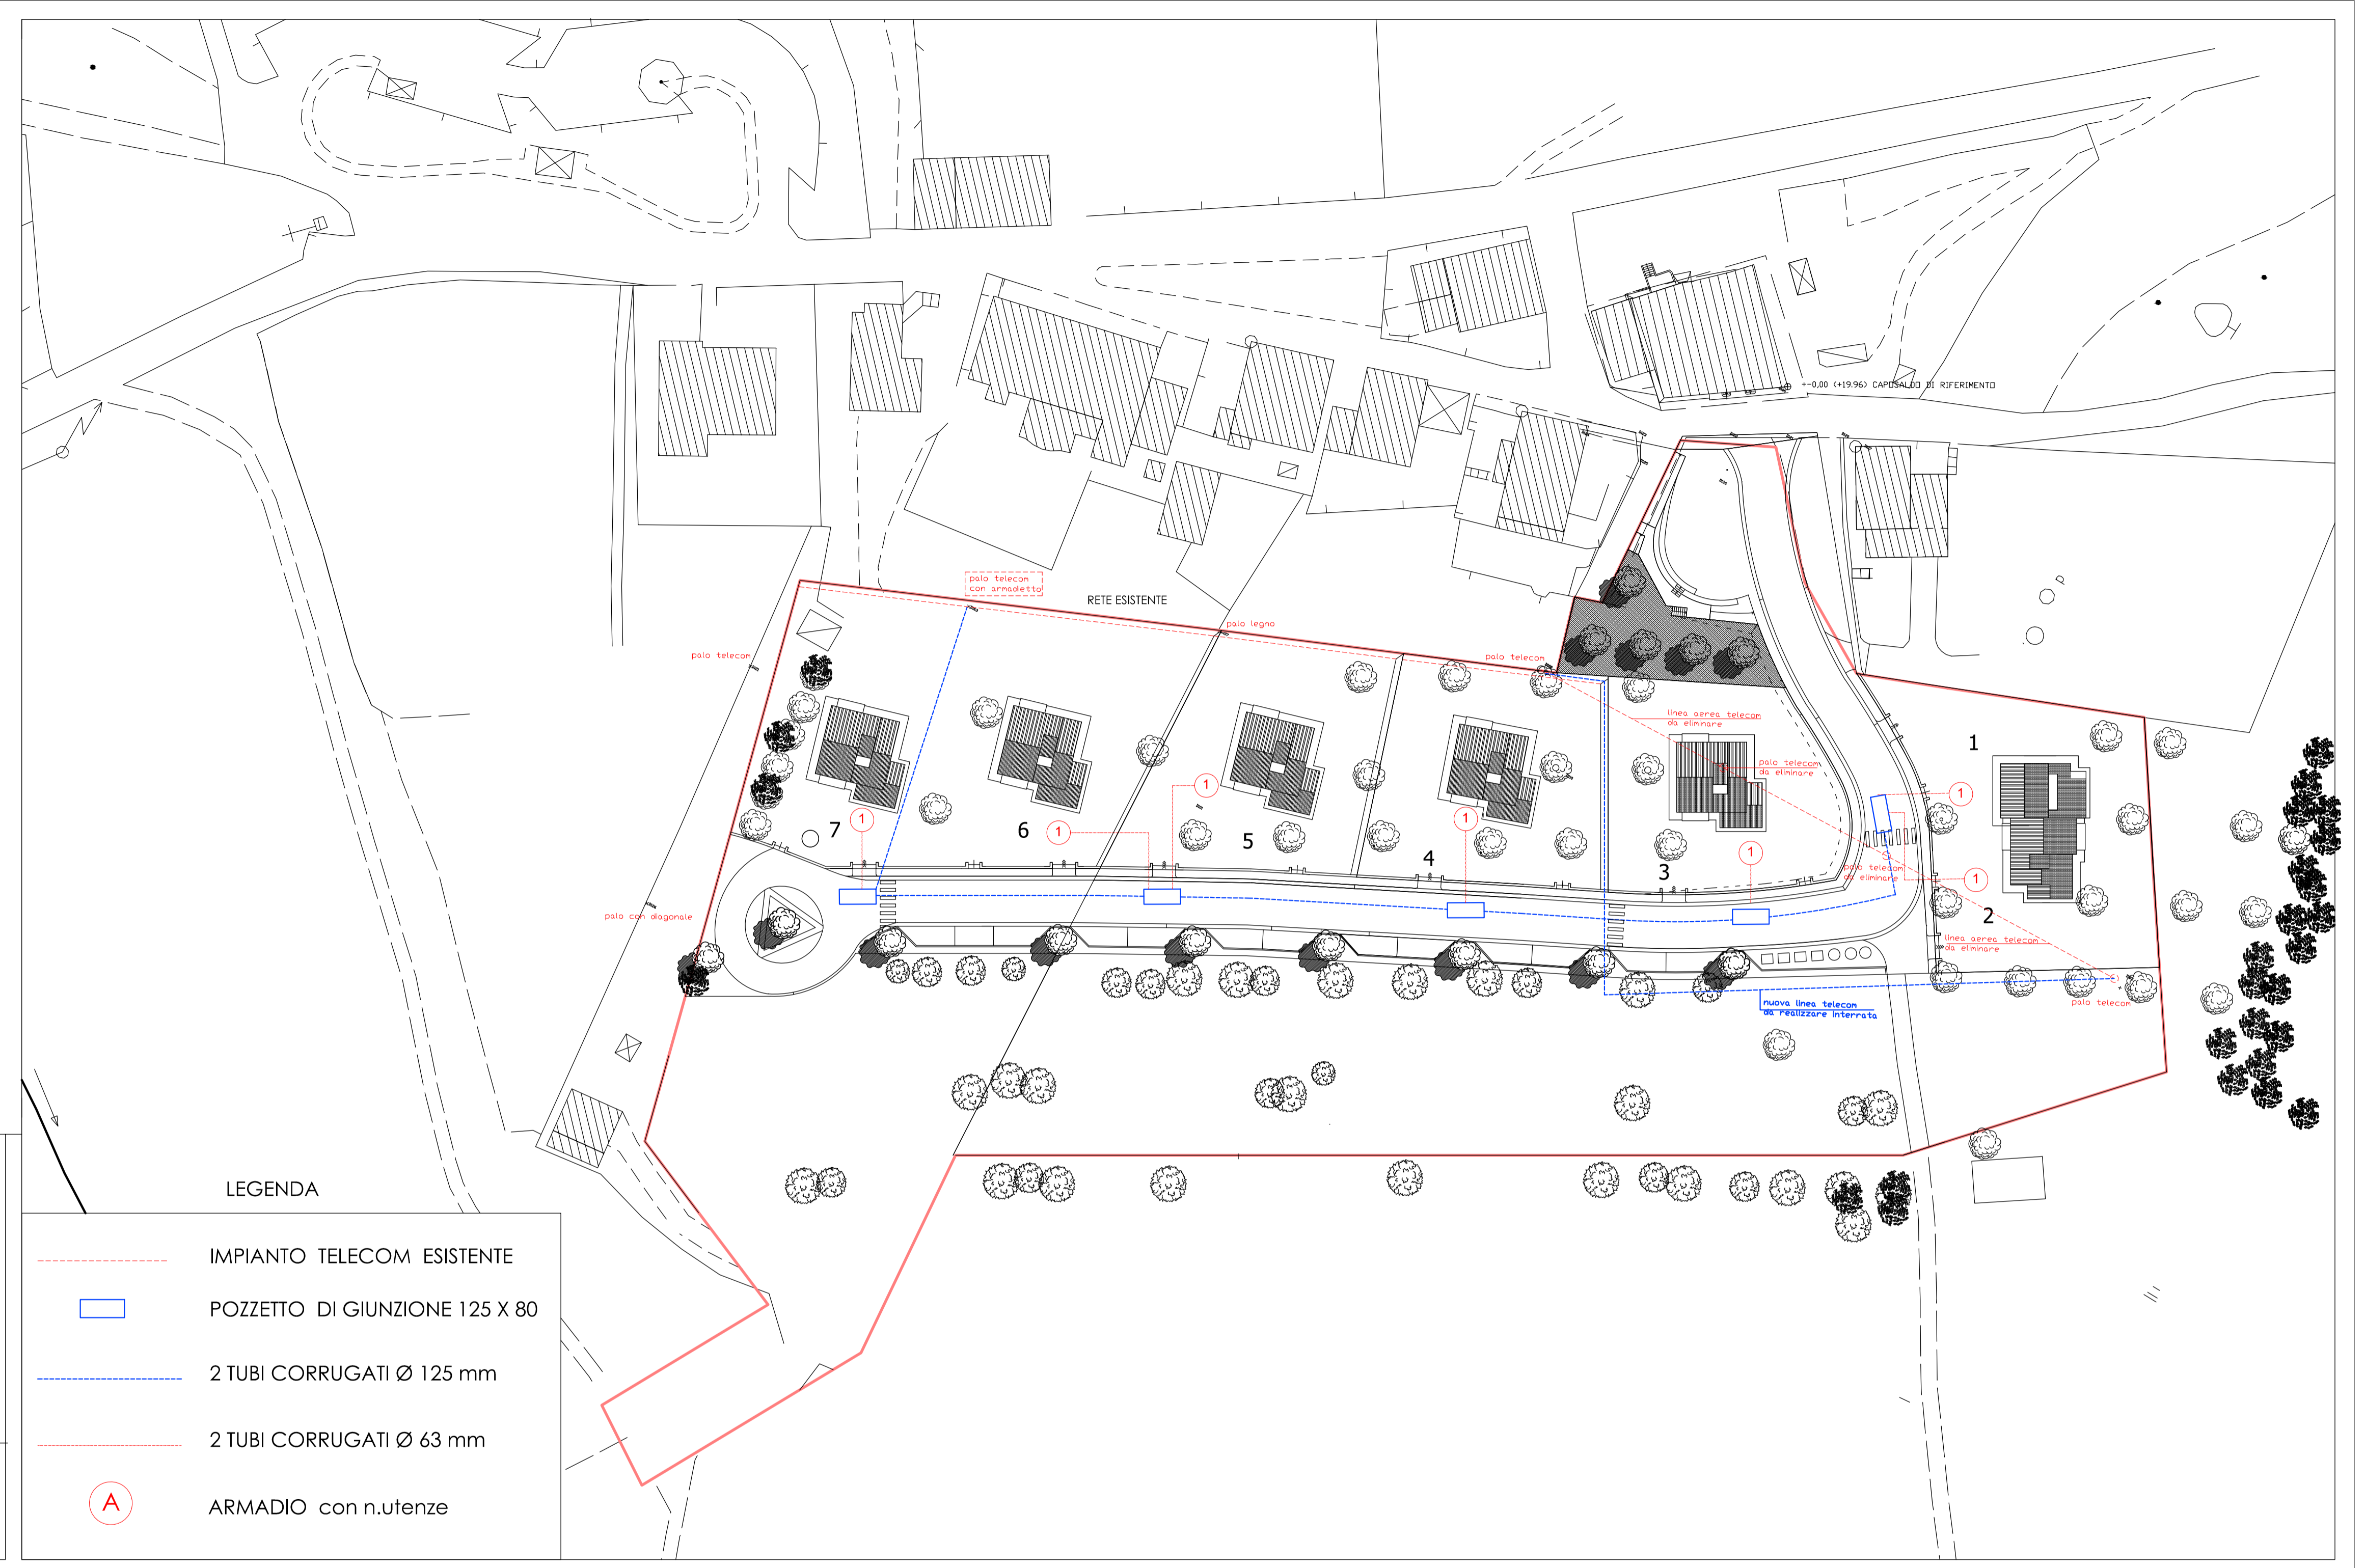 +-0,00 (+19.96) CAPOSALDO DI RIFERIMENTO
palo telecom
con armadietto
RETE ESISTENTE
palo legno
palo telecom
palo telecom
linea aerea telecom
da eliminare
palo telecom
da eliminare
1
1
1
2
palo telecom
da eliminare
linea aerea telecom
da eliminare
7
1
6
1
5
1
4
1
3
1
palo con diagonale
palo telecom
nuova linea telecom
da realizzare interrata
LEGENDA
IMPIANTO TELECOM ESISTENTE
POZZETTO DI GIUNZIONE 125 X 80
2 TUBI CORRUGATI Ø 125 mm
2 TUBI CORRUGATI Ø 63 mm
A
ARMADIO con n.utenze